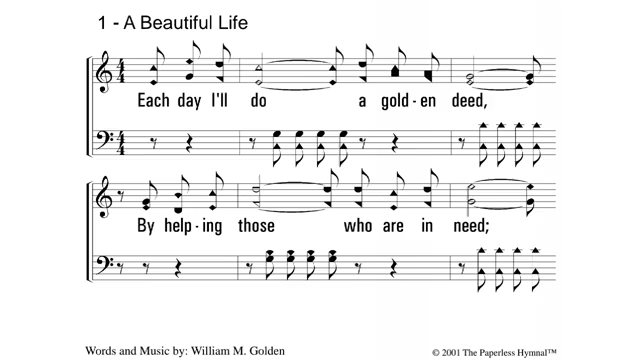 1 - A Beautiful Life
Each day I'll do a gold - en deed,
By help - ing those who are in need;
Words and Music by: William M. Golden
© 2001 The Paperless Hymnal™